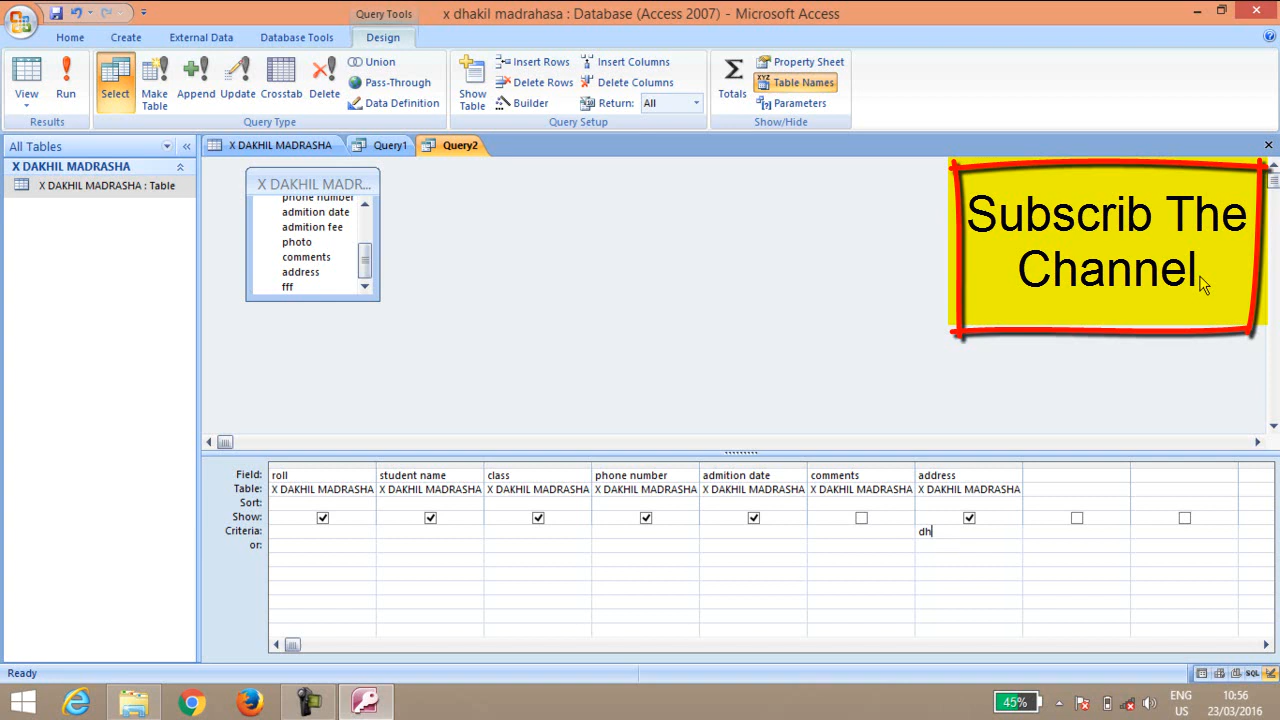 Query Tools
x dhakil madrahasa : Database (Access 2007) - Microsoft Access
Home
Create
External Data
Database Tools
Design
View
Run
Select
Make
Table
Append
Update
Crosstab
Delete
Union
Pass-Through
Data Definition
Show
Table
Insert Rows
Delete Rows
Builder
Insert Columns
Delete Columns
Return: All
Totals
Property Sheet
Table Names
Parameters
Results
Query Type
Query Setup
Show/Hide
All Tables
X DAKHIL MADRASHA
Query1
Query2
X DAKHIL MADRASHA
X DAKHIL MADRASHA : Table
X DAKHIL MADR...
phone number
admition date
admition fee
photo
comments
address
fff
Subscrib The
Channel
Field: roll student name class phone number admition date comments address
Table: X DAKHIL MADRASHA X DAKHIL MADRASHA X DAKHIL MADRASHA X DAKHIL MADRASHA X DAKHIL MADRASHA X DAKHIL MADRASHA X DAKHIL MADRASHA
Sort:
Show:
Criteria: dh
or:
Ready
SQL
45%
ENG
US
10:56
23/03/2016